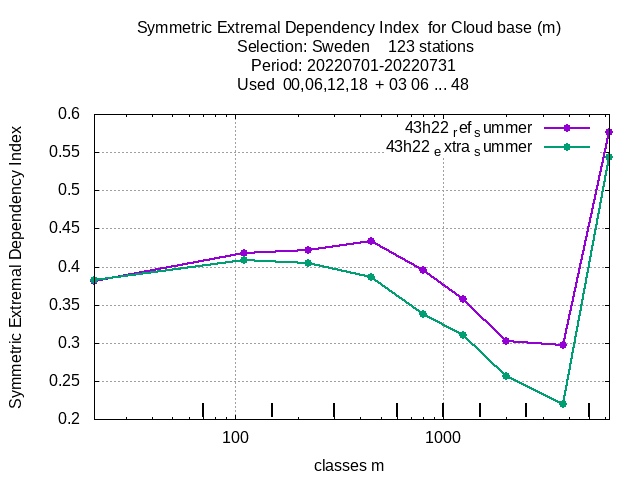 Symmetric Extremal Dependency Index  for Cloud base (m)
Selection: Sweden    123 stations
Period: 20220701-20220731
Used  00,06,12,18  + 03 06 ... 48
43h22 ref summer
43h22 extra summer
Symmetric Extremal Dependency Index
0.6
0.55
0.5
0.45
0.4
0.35
0.3
0.25
0.2
100 1000
classes m